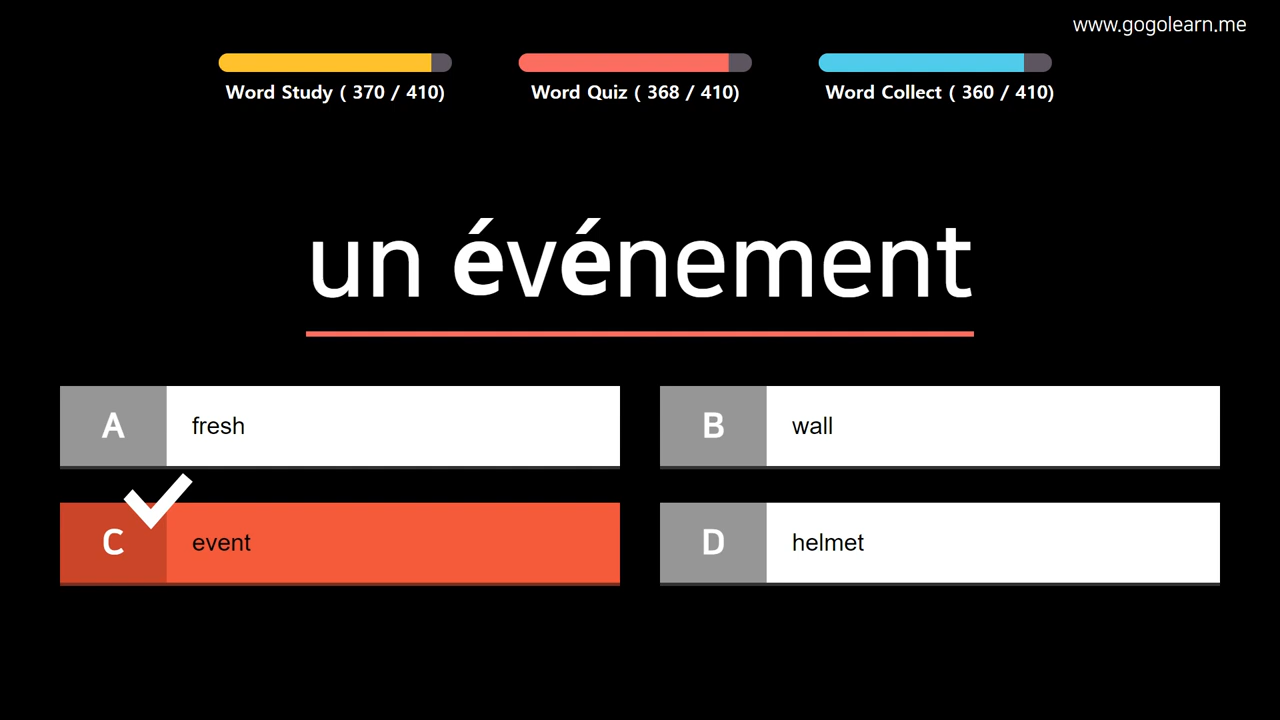 www.gogolearn.me
Word Study ( 370 / 410)
Word Quiz ( 368 / 410)
Word Collect ( 360 / 410)
un événement
A fresh
B wall
C event
D helmet